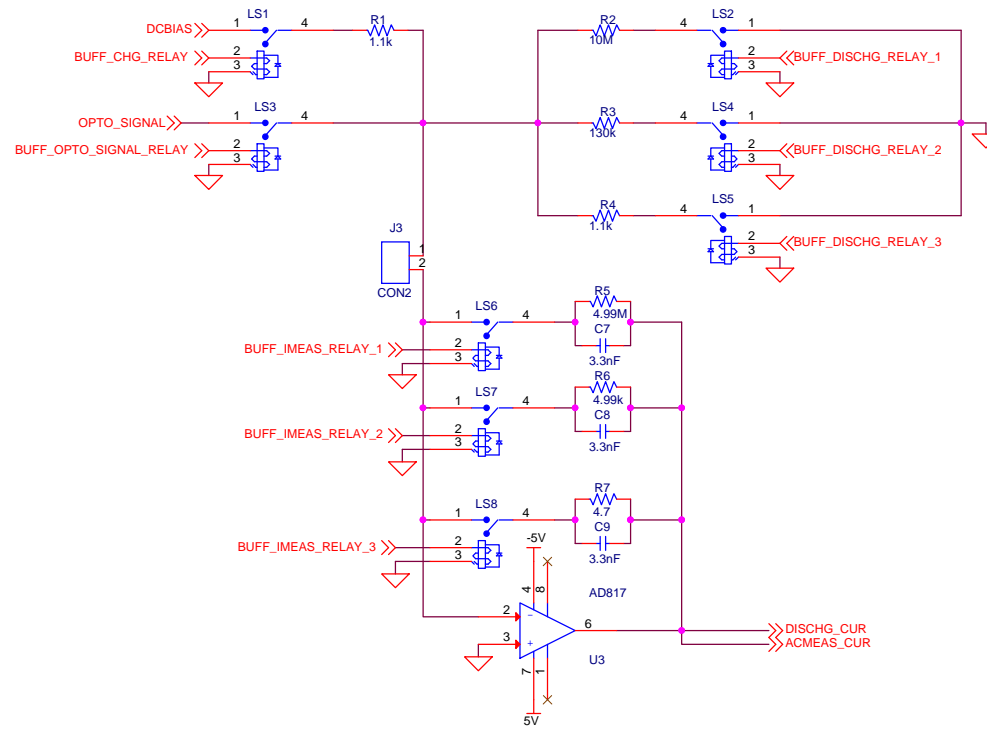 LS1
DCBIAS 1 4 R1
1.1k
BUFF_CHG_RELAY 2
3
OPTO_SIGNAL 1 LS3 4
BUFF_OPTO_SIGNAL_RELAY 2
3
R2 LS2
10M 4 1
2 BUFF_DISCHG_RELAY_1
3
R3 LS4
130k 4 1
2 BUFF_DISCHG_RELAY_2
3
R4 LS5
1.1k 4 1
2 BUFF_DISCHG_RELAY_3
3
J3
1
2
CON2
LS6 R5
1 4 4.99M
C7
BUFF_IMEAS_RELAY_1 2
3 3.3nF
LS7 R6
1 4 4.99k
C8
BUFF_IMEAS_RELAY_2 2
3 3.3nF
LS8 R7
1 4 4.7
C9
BUFF_IMEAS_RELAY_3 2
3 3.3nF
-5V
4 8 AD817
2 -
3 + 6
7 1 U3
5V
DISCHG_CUR
ACMEAS_CUR